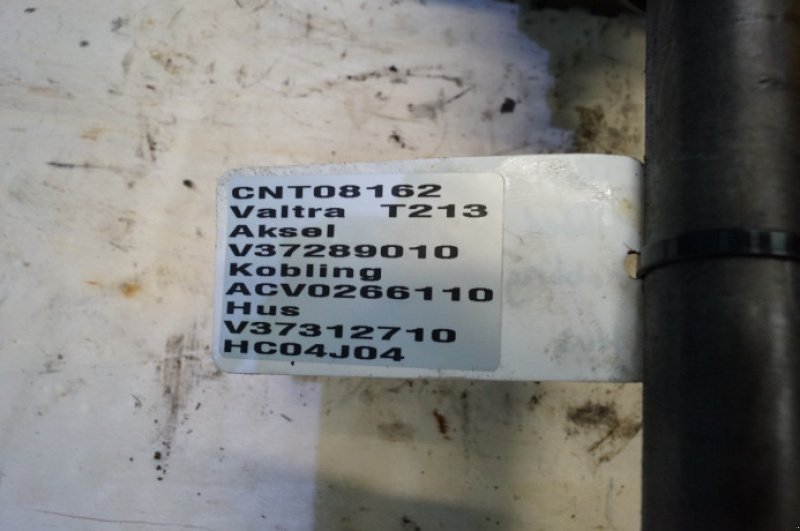 CNT08162
Valtra T213
Aksel
V37289010
Kobling
ACV0266110
Hus
V37312710
HC04J04